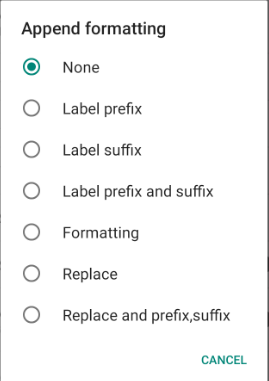 Append formatting
None
Label prefix
Label suffix
Label prefix and suffix
Formatting
Replace
Replace and prefix,suffix
CANCEL